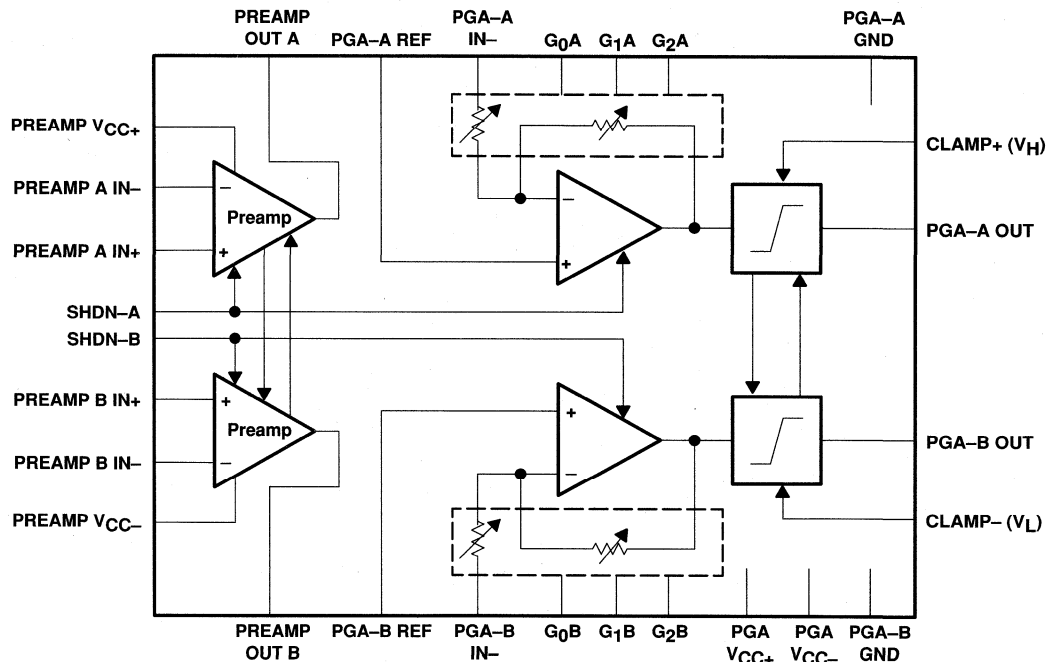 PREAMP
OUT A
PGA–A REF
PGA–A
IN–
G0A
G1A
G2A
PGA–A
GND
PREAMP VCC+
PREAMP A IN–
PREAMP A IN+
SHDN–A
SHDN–B
PREAMP B IN+
PREAMP B IN–
PREAMP VCC–
–
Preamp
+
+
Preamp
–
–
+
+
–
CLAMP+ (VH)
PGA–A OUT
PGA–B OUT
CLAMP– (VL)
PREAMP
OUT B
PGA–B REF
PGA–B
IN–
G0B
G1B
G2B
PGA
VCC+
PGA
VCC–
PGA–B
GND